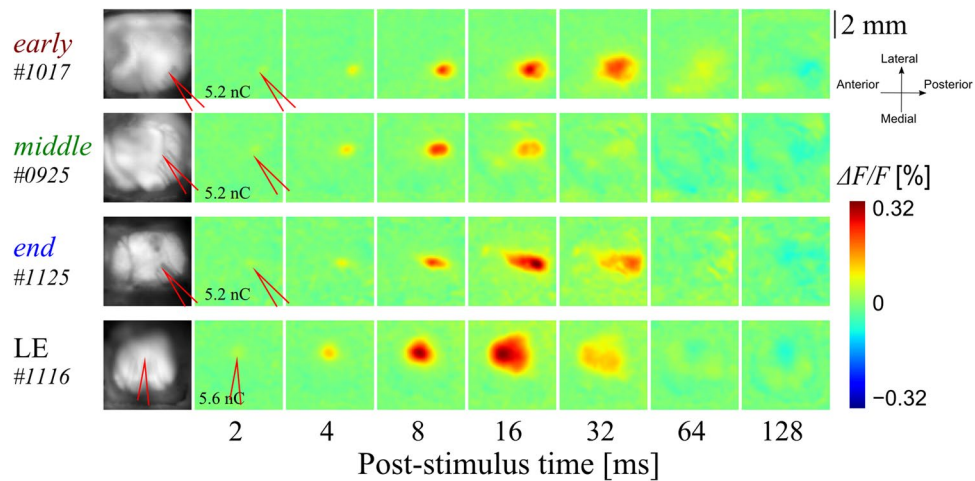 early
#1017
5.2 nC
2 mm
Lateral
Anterior
Posterior
Medial
middle
#0925
5.2 nC
ΔF/F [%]
0.32
0
−0.32
end
#1125
5.2 nC
LE
#1116
5.6 nC
2 4 8 16 32 64 128
Post-stimulus time [ms]